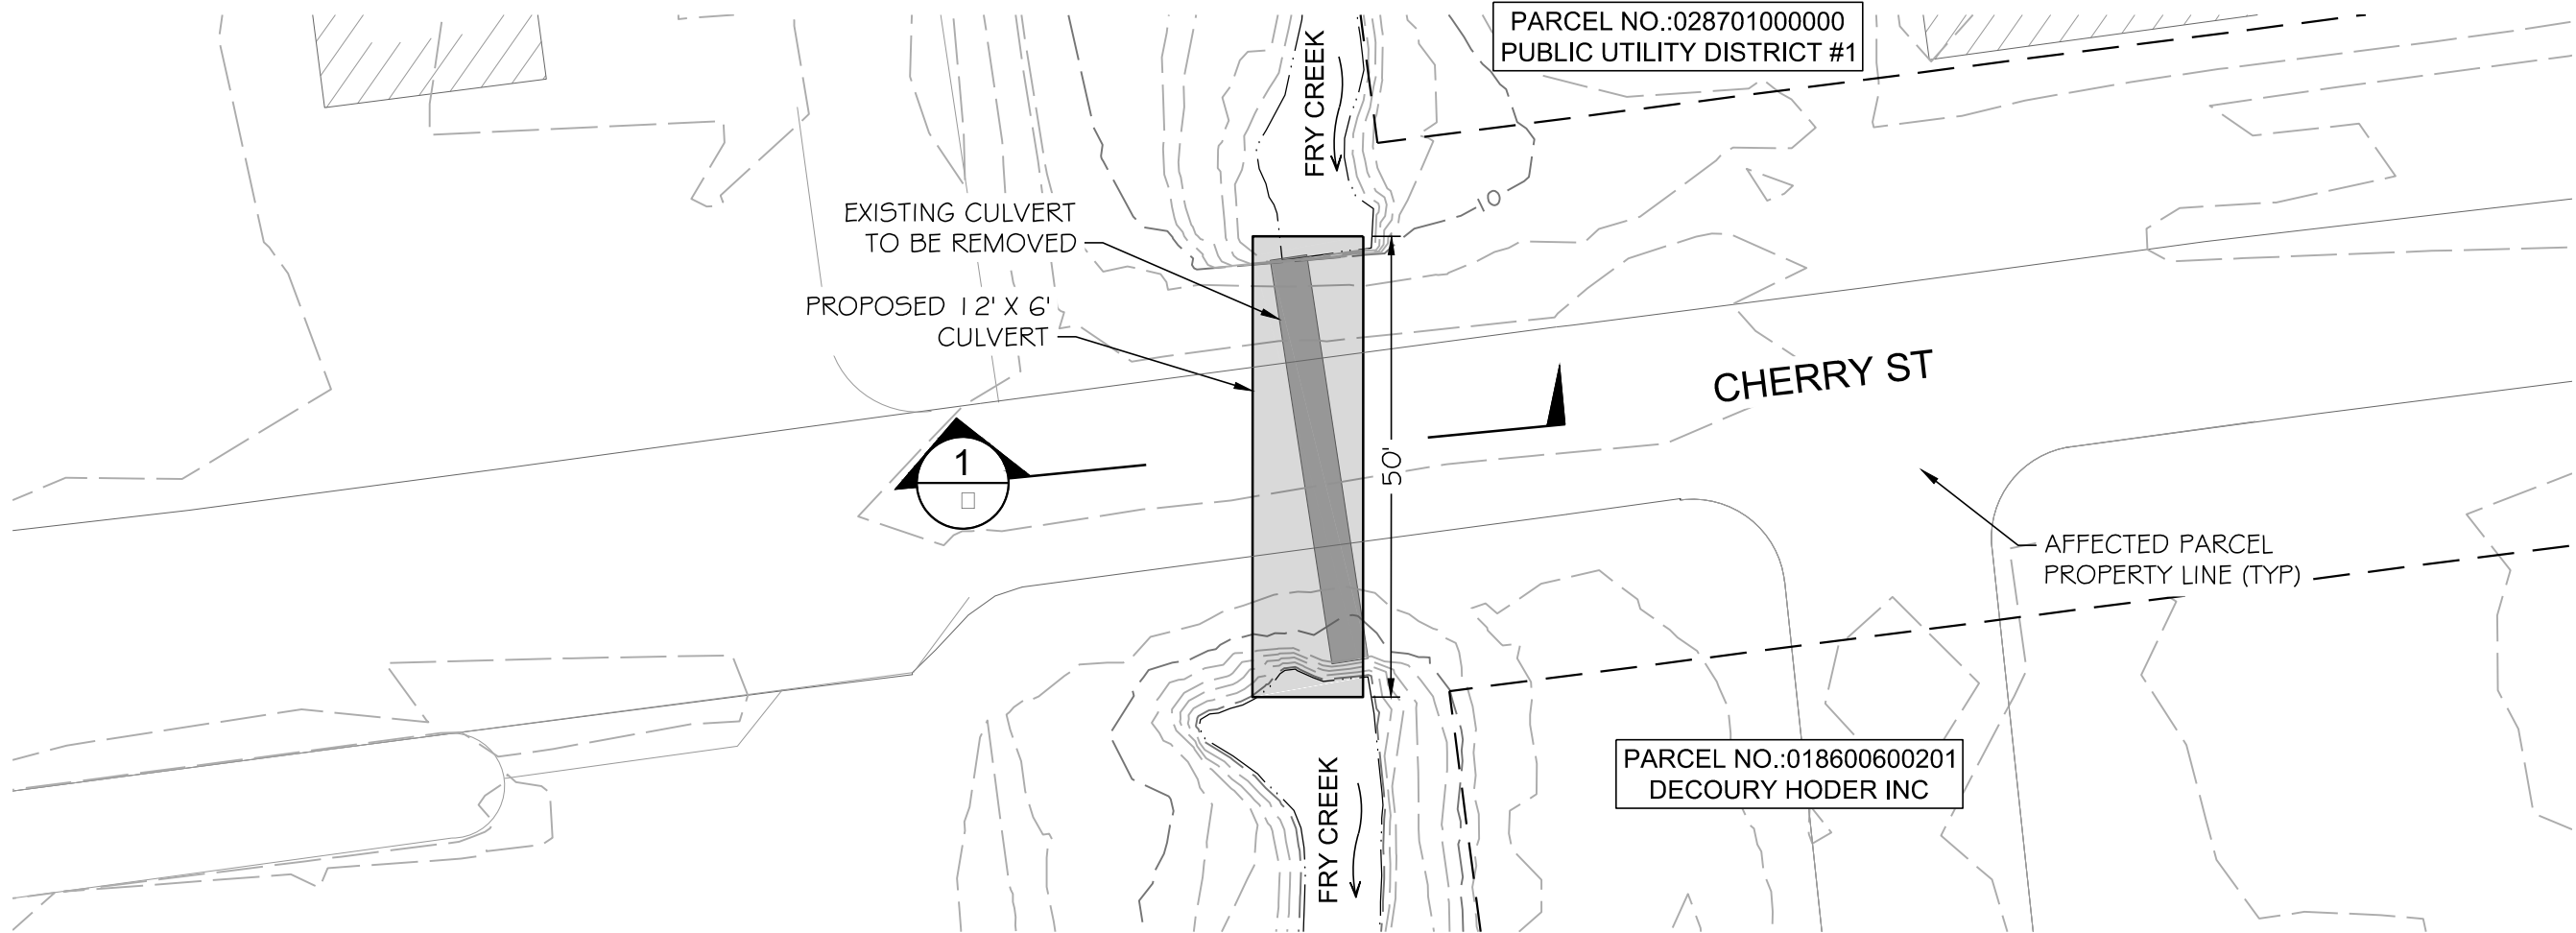 PARCEL NO.:028701000000
PUBLIC UTILITY DISTRICT #1
FRY CREEK
10
EXISTING CULVERT
TO BE REMOVED
PROPOSED 12' X 6'
CULVERT
CHERRY ST
1
50'
AFFECTED PARCEL
PROPERTY LINE (TYP)
PARCEL NO.:018600600201
DECOURY HODER INC
FRY CREEK